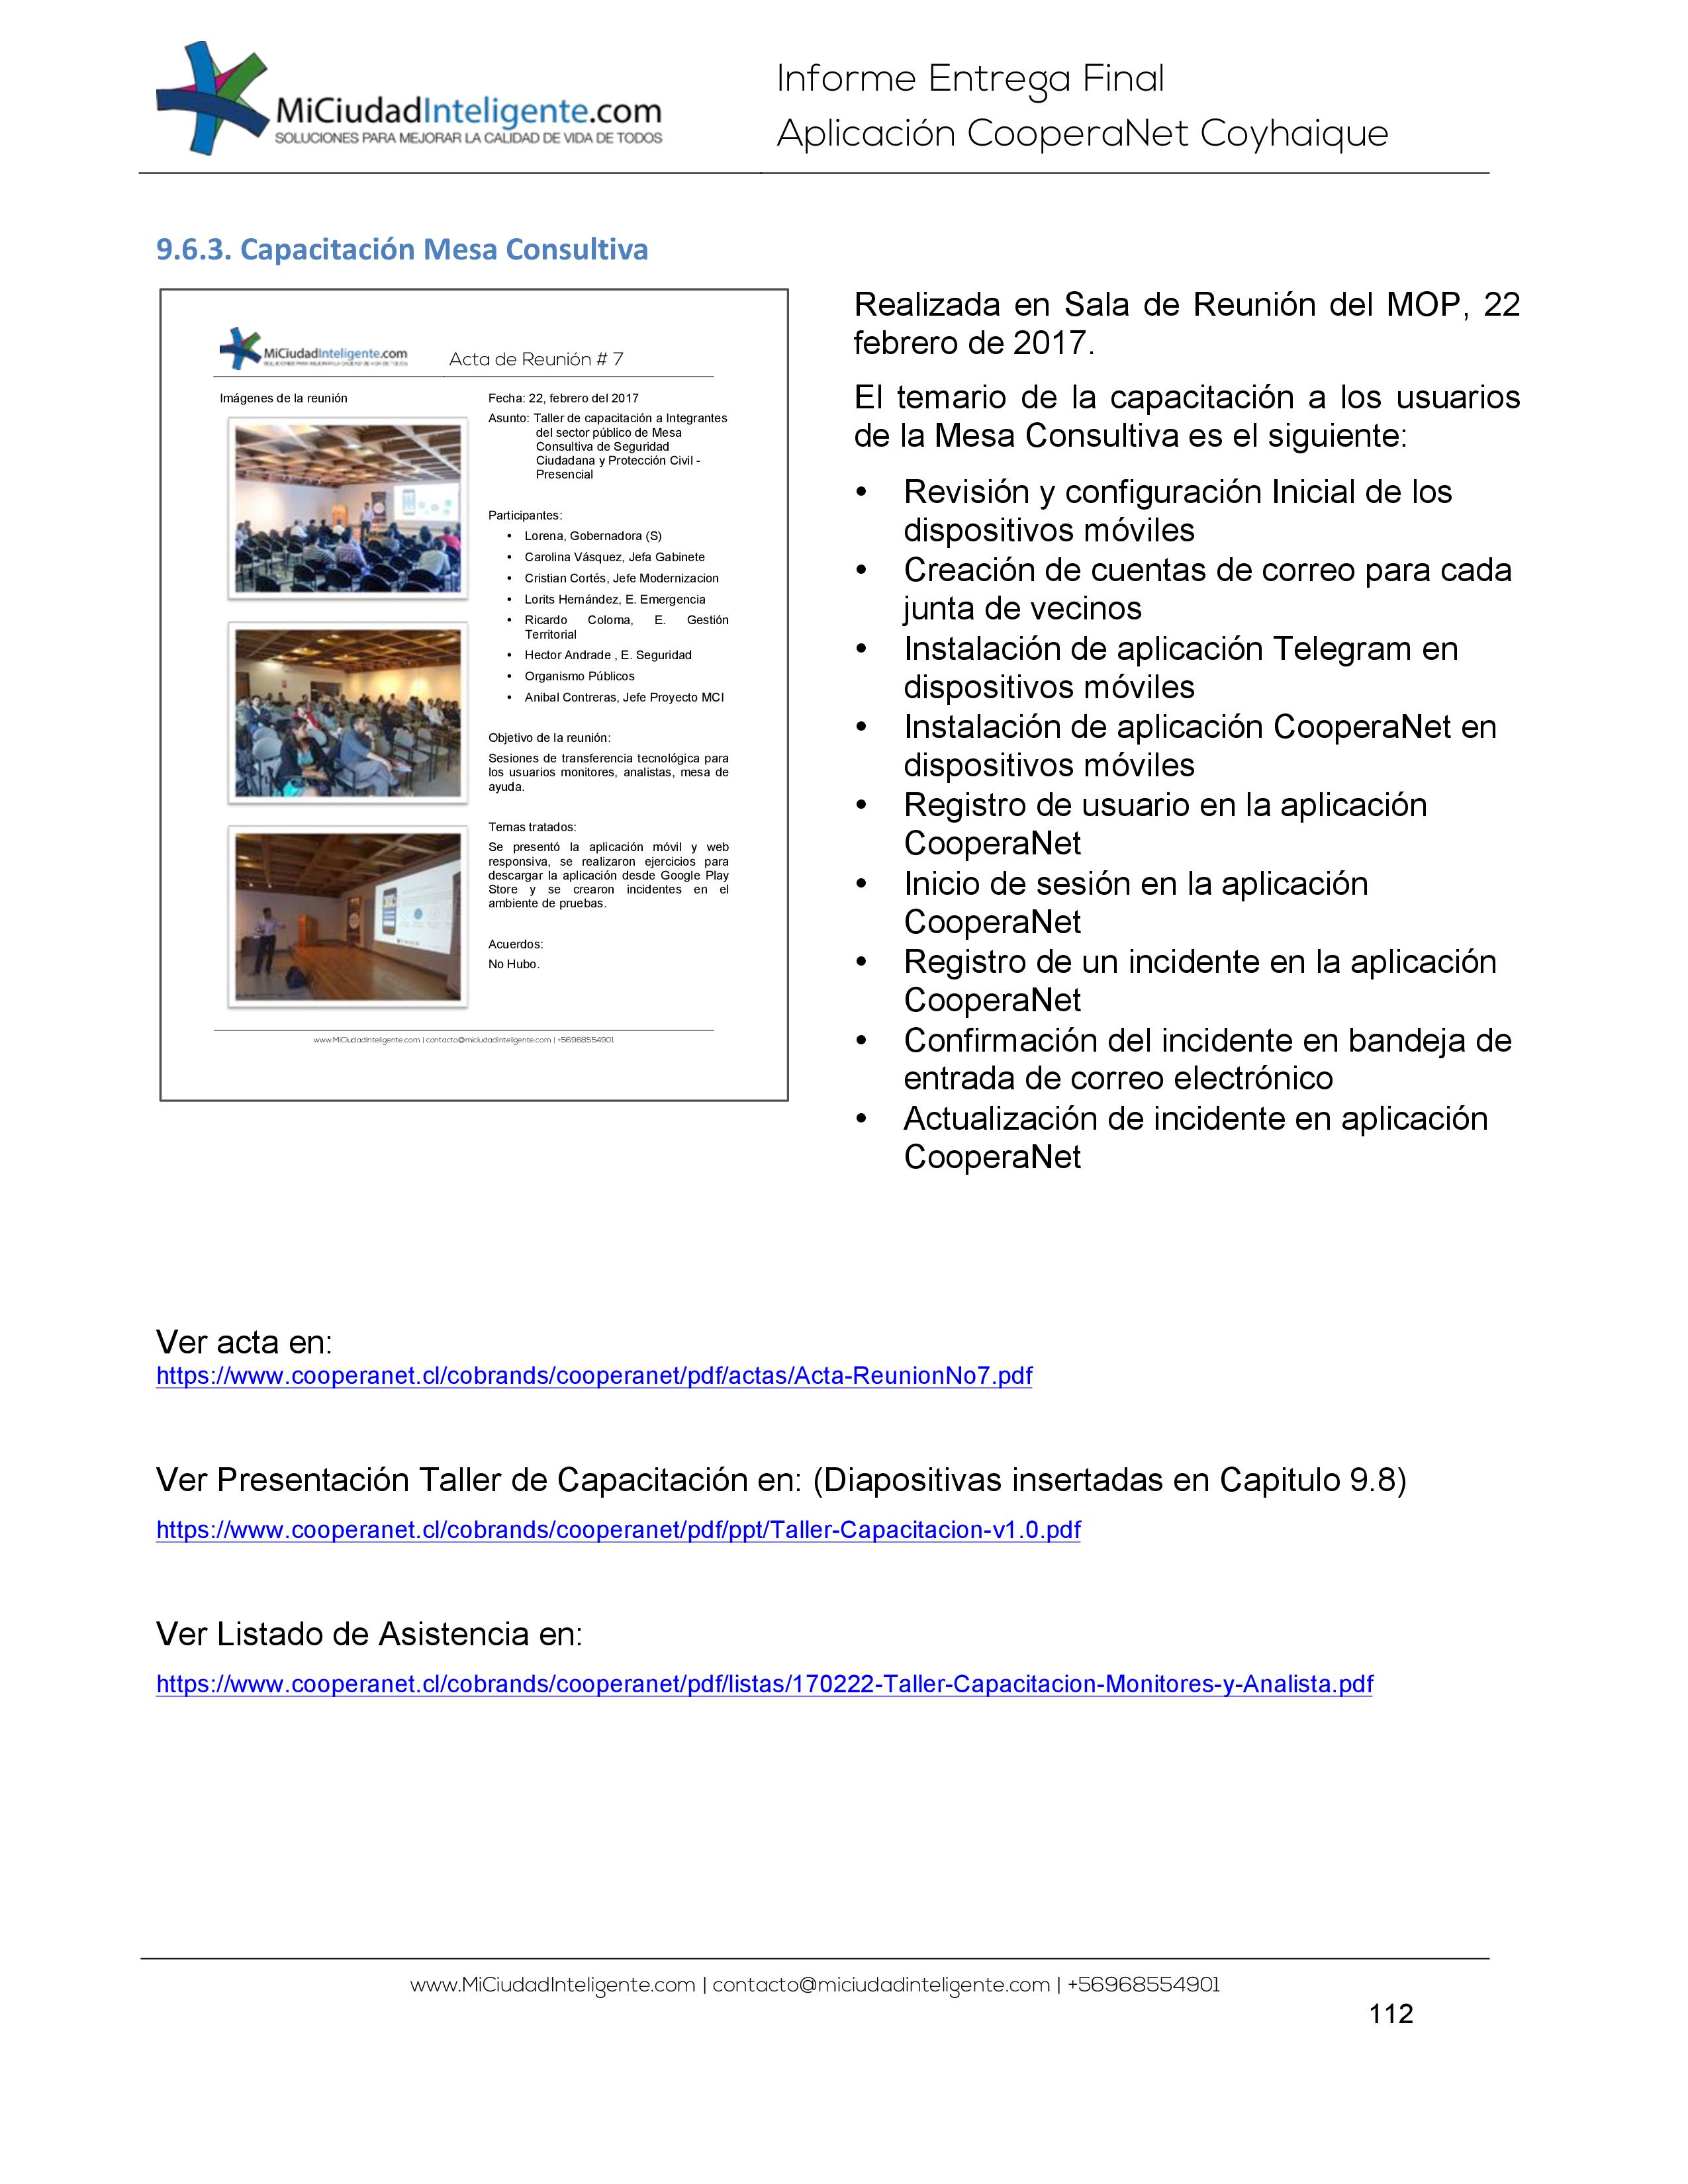 MiCiudadInteligente.com
SOLUCIONES PARA MEJORAR LA CALIDAD DE VIDA DE TODOS
Informe Entrega Final
Aplicación CooperaNet Coyhaique
9.6.3. Capacitación Mesa Consultiva
MiCiudadInteligente.com
SOLUCIONES PARA MEJORAR LA CALIDAD DE VIDA DE TODOS
Acta de Reunión # 7
Imágenes de la reunión
Fecha: 22, febrero del 2017
Asunto: Taller de capacitación a Integrantes
del sector público de Mesa
Consultiva de Seguridad
Ciudadana y Protección Civil -
Presencial
Participantes:
• Lorena, Gobernadora (S)
• Carolina Vásquez, Jefa Gabinete
• Cristian Cortés, Jefe Modernizacion
• Lorits Hernández, E. Emergencia
• Ricardo Coloma, E. Gestión
Territorial
• Hector Andrade , E. Seguridad
• Organismo Públicos
• Anibal Contreras, Jefe Proyecto MCI
Objetivo de la reunión:
Sesiones de transferencia tecnológica para
los usuarios monitores, analistas, mesa de
ayuda.
Temas tratados:
Se presentó la aplicación móvil y web
responsiva, se realizaron ejercicios para
descargar la aplicación desde Google Play
Store y se crearon incidentes en el
ambiente de pruebas.
Acuerdos:
No Hubo.
www.MiCiudadInteligente.com | contacto@miciudadinteligente.com | +56968554901
Realizada en Sala de Reunión del MOP, 22
febrero de 2017.
El temario de la capacitación a los usuarios
de la Mesa Consultiva es el siguiente:
• Revisión y configuración Inicial de los
dispositivos móviles
• Creación de cuentas de correo para cada
junta de vecinos
• Instalación de aplicación Telegram en
dispositivos móviles
• Instalación de aplicación CooperaNet en
dispositivos móviles
• Registro de usuario en la aplicación
CooperaNet
• Inicio de sesión en la aplicación
CooperaNet
• Registro de un incidente en la aplicación
CooperaNet
• Confirmación del incidente en bandeja de
entrada de correo electrónico
• Actualización de incidente en aplicación
CooperaNet
Ver acta en:
https://www.cooperanet.cl/cobrands/cooperanet/pdf/actas/Acta-ReunionNo7.pdf
Ver Presentación Taller de Capacitación en: (Diapositivas insertadas en Capitulo 9.8)
https://www.cooperanet.cl/cobrands/cooperanet/pdf/ppt/Taller-Capacitacion-v1.0.pdf
Ver Listado de Asistencia en:
https://www.cooperanet.cl/cobrands/cooperanet/pdf/listas/170222-Taller-Capacitacion-Monitores-y-Analista.pdf
www.MiCiudadInteligente.com | contacto@miciudadinteligente.com | +56968554901
112